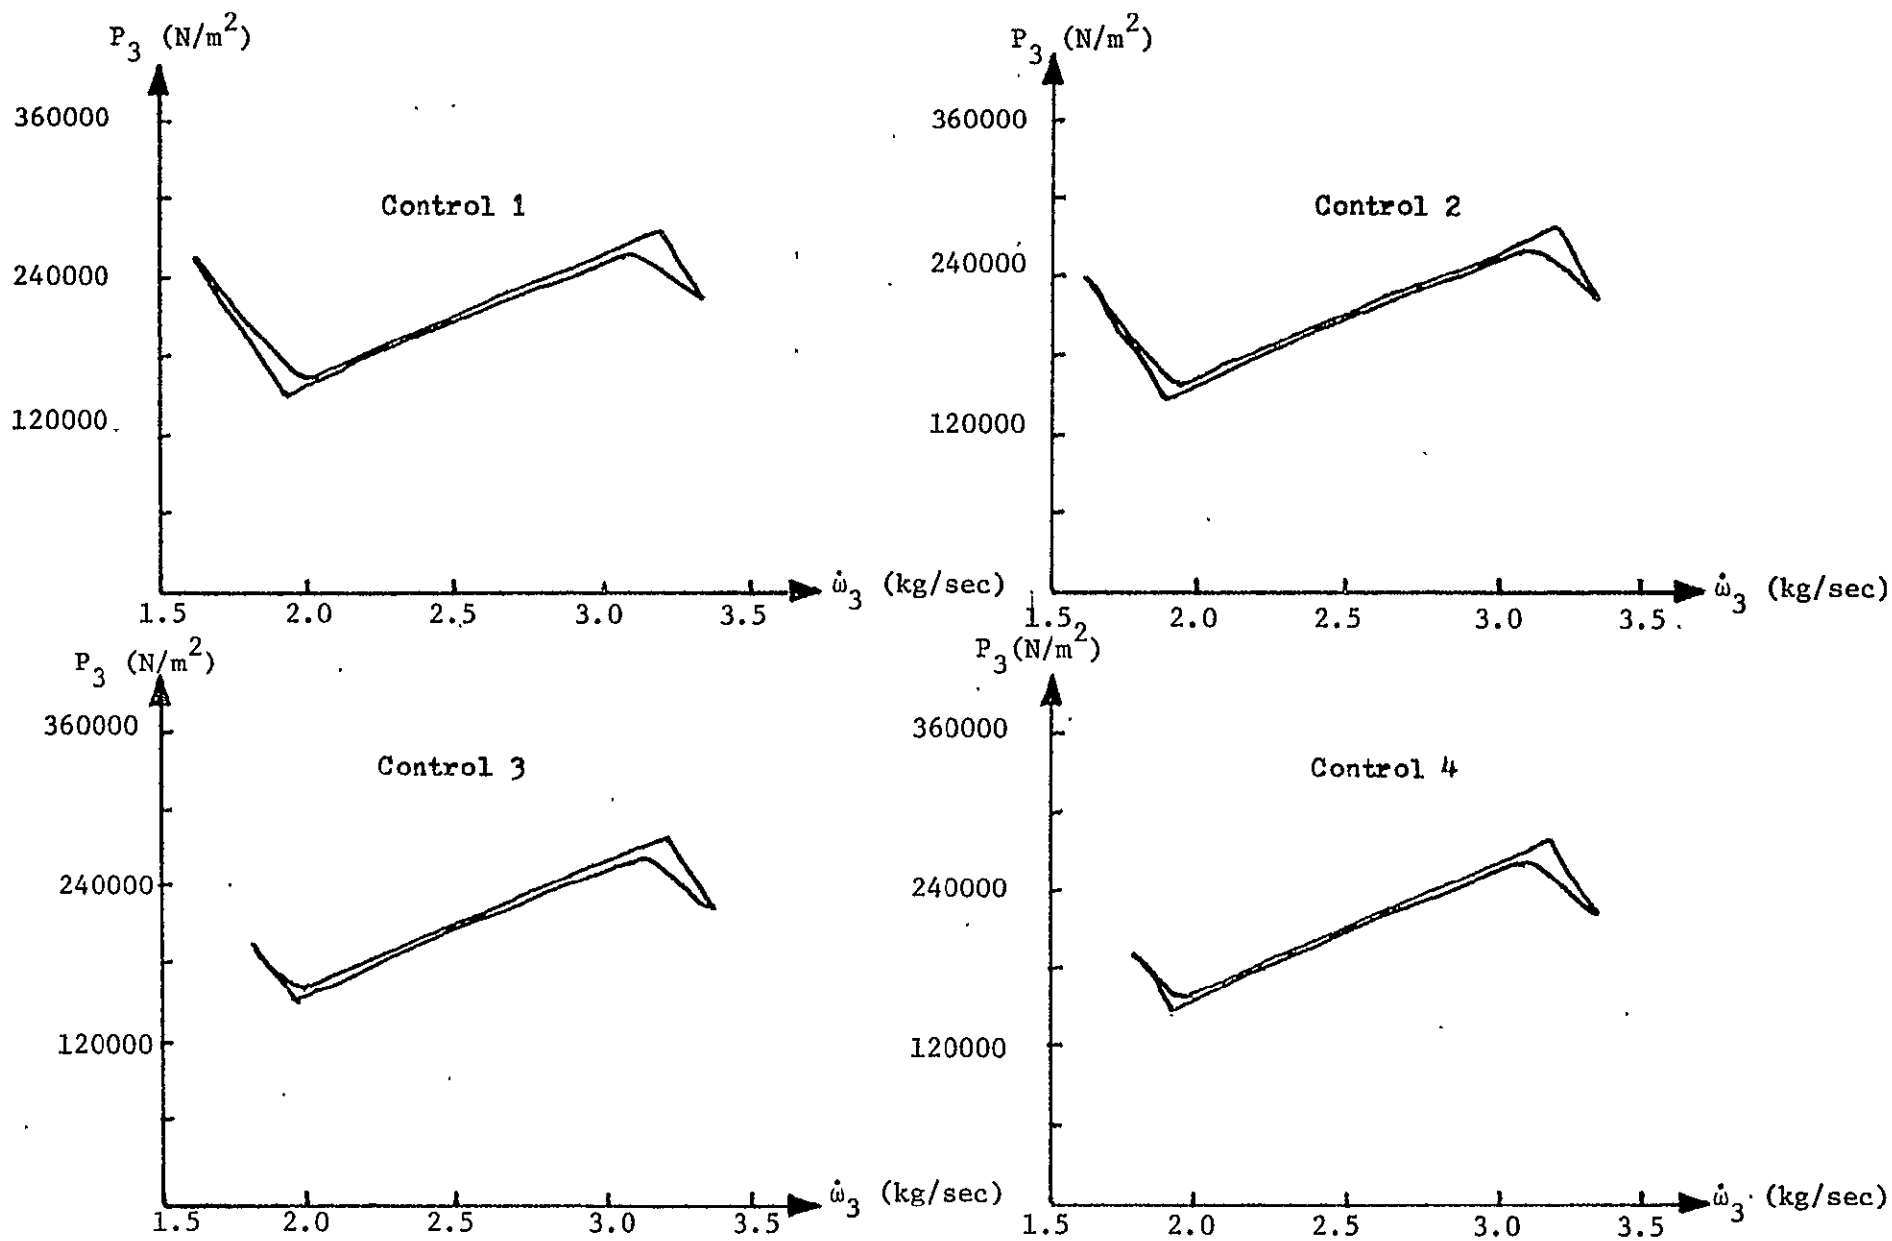 P₃ (N/m²)
360000
240000
120000
Control 1
1.5 2.0 2.5 3.0 3.5
ω̇₃ (kg/sec)
P₃ (N/m²)
360000
240000
120000
Control 2
1.5 2.0 2.5 3.0 3.5
ω̇₃ (kg/sec)
P₃ (N/m²)
360000
240000
120000
Control 3
1.5 2.0 2.5 3.0 3.5
ω̇₃ (kg/sec)
P₃(N/m²)
360000
240000
120000
Control 4
1.5 2.0 2.5 3.0 3.5
ω̇₃ (kg/sec)